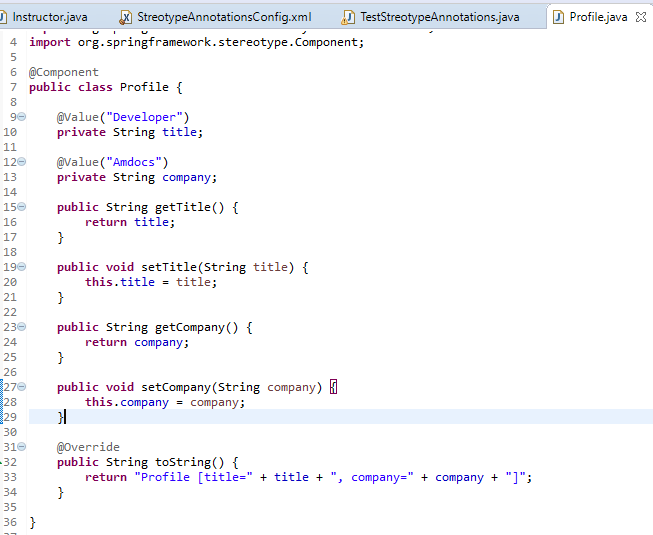 Instructor.java
StreotypeAnnotationsConfig.xml
TestStreotypeAnnotations.java
Profile.java
4 import org.springframework.stereotype.Component;
5
6 @Component
7 public class Profile {
8
9 @Value("Developer")
10 private String title;
11
12 @Value("Amdocs")
13 private String company;
14
15 public String getTitle() {
16 return title;
17 }
18
19 public void setTitle(String title) {
20 this.title = title;
21 }
22
23 public String getCompany() {
24 return company;
25 }
26
27 public void setCompany(String company) {
28 this.company = company;
29 }
30
31 @Override
32 public String toString() {
33 return "Profile [title=" + title + ", company=" + company + "]";
34 }
35
36 }